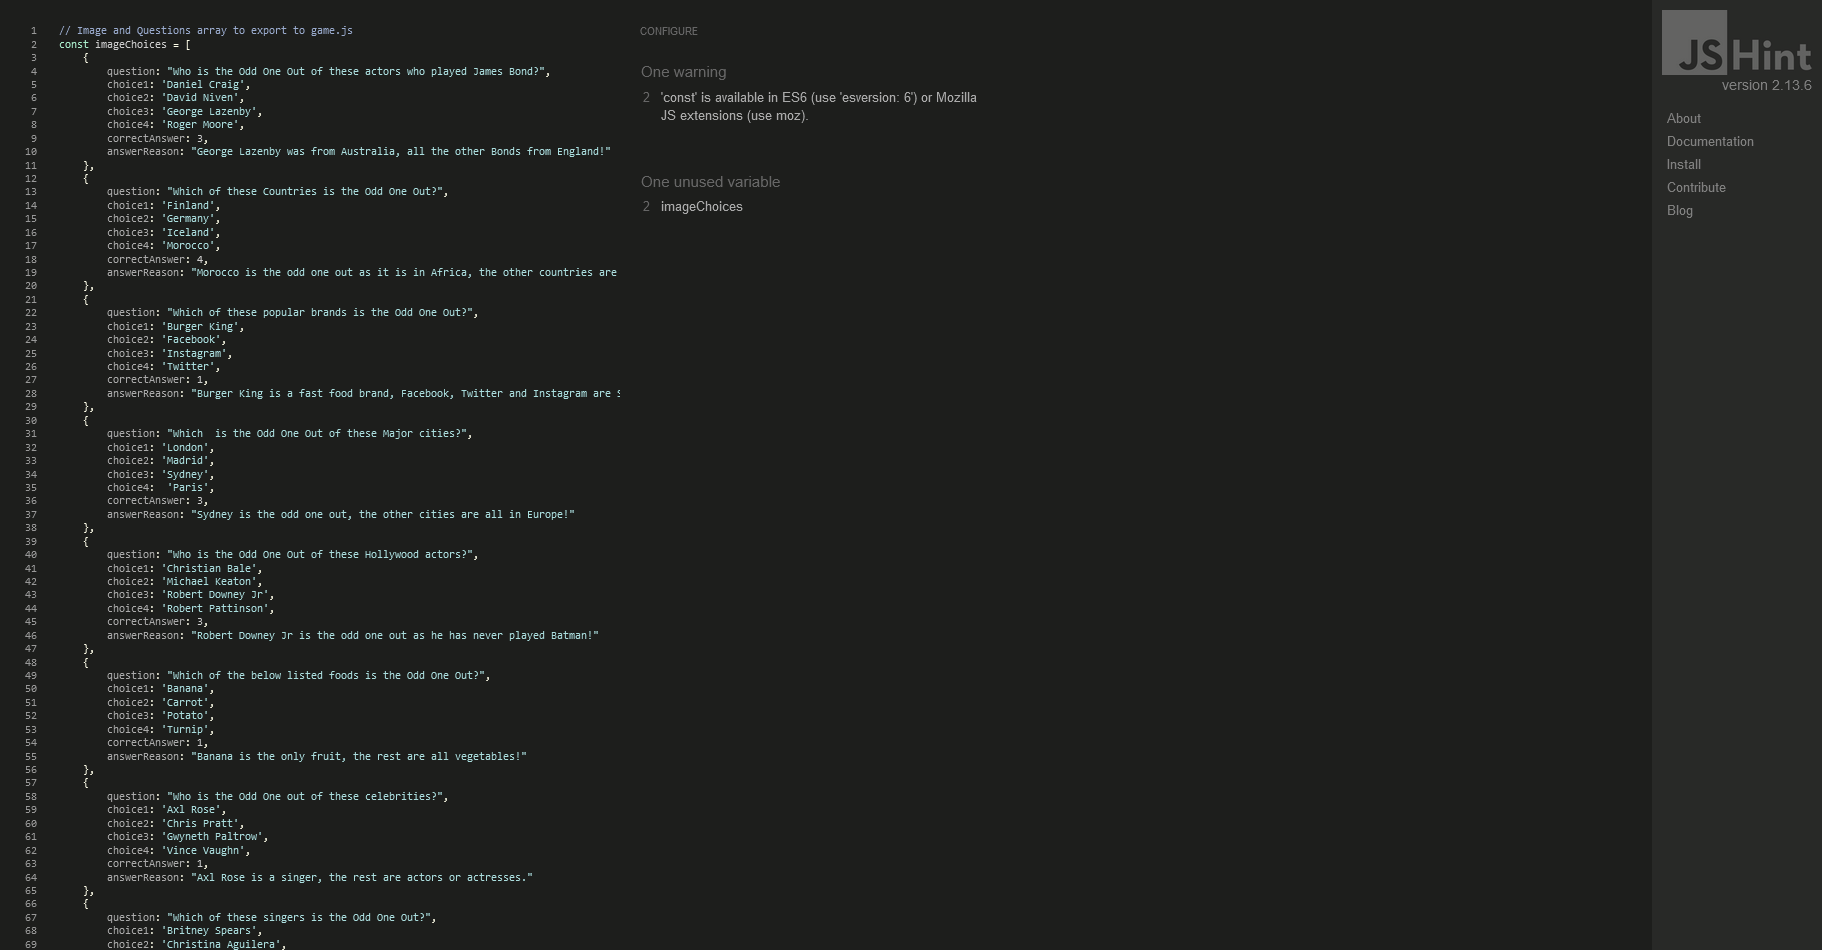 1 // Image and Questions array to export to game.js
2 const imageChoices = [
3 {
4 question: "Who is the Odd One Out of these actors who played James Bond?",
5 choice1: 'Daniel Craig',
6 choice2: 'David Niven',
7 choice3: 'George Lazenby',
8 choice4: 'Roger Moore',
9 correctAnswer: 3,
10 answerReason: "George Lazenby was from Australia, all the other Bonds from England!"
11 },
12 {
13 question: "Which of these Countries is the Odd One Out?",
14 choice1: 'Finland',
15 choice2: 'Germany',
16 choice3: 'Iceland',
17 choice4: 'Morocco',
18 correctAnswer: 4,
19 answerReason: "Morocco is the odd one out as it is in Africa, the other countries are
20 },
21 {
22 question: "Which of these popular brands is the Odd One Out?",
23 choice1: 'Burger King',
24 choice2: 'Facebook',
25 choice3: 'Instagram',
26 choice4: 'Twitter',
27 correctAnswer: 1,
28 answerReason: "Burger King is a fast food brand, Facebook, Twitter and Instagram are S
29 },
30 {
31 question: "Which  is the Odd One Out of these Major cities?",
32 choice1: 'London',
33 choice2: 'Madrid',
34 choice3: 'Sydney',
35 choice4:  'Paris',
36 correctAnswer: 3,
37 answerReason: "Sydney is the odd one out, the other cities are all in Europe!"
38 },
39 {
40 question: "Who is the Odd One Out of these Hollywood actors?",
41 choice1: 'Christian Bale',
42 choice2: 'Michael Keaton',
43 choice3: 'Robert Downey Jr',
44 choice4: 'Robert Pattinson',
45 correctAnswer: 3,
46 answerReason: "Robert Downey Jr is the odd one out as he has never played Batman!"
47 },
48 {
49 question: "Which of the below listed foods is the Odd One Out?",
50 choice1: 'Banana',
51 choice2: 'Carrot',
52 choice3: 'Potato',
53 choice4: 'Turnip',
54 correctAnswer: 1,
55 answerReason: "Banana is the only fruit, the rest are all vegetables!"
56 },
57 {
58 question: "Who is the Odd One out of these celebrities?",
59 choice1: 'Axl Rose',
60 choice2: 'Chris Pratt',
61 choice3: 'Gwyneth Paltrow',
62 choice4: 'Vince Vaughn',
63 correctAnswer: 1,
64 answerReason: "Axl Rose is a singer, the rest are actors or actresses."
65 },
66 {
67 question: "Which of these singers is the Odd One Out?",
68 choice1: 'Britney Spears',
69 choice2: 'Christina Aguilera',
CONFIGURE
One warning
2 'const' is available in ES6 (use 'esversion: 6') or Mozilla
JS extensions (use moz).
One unused variable
2 imageChoices
JSHint
version 2.13.6
About
Documentation
Install
Contribute
Blog